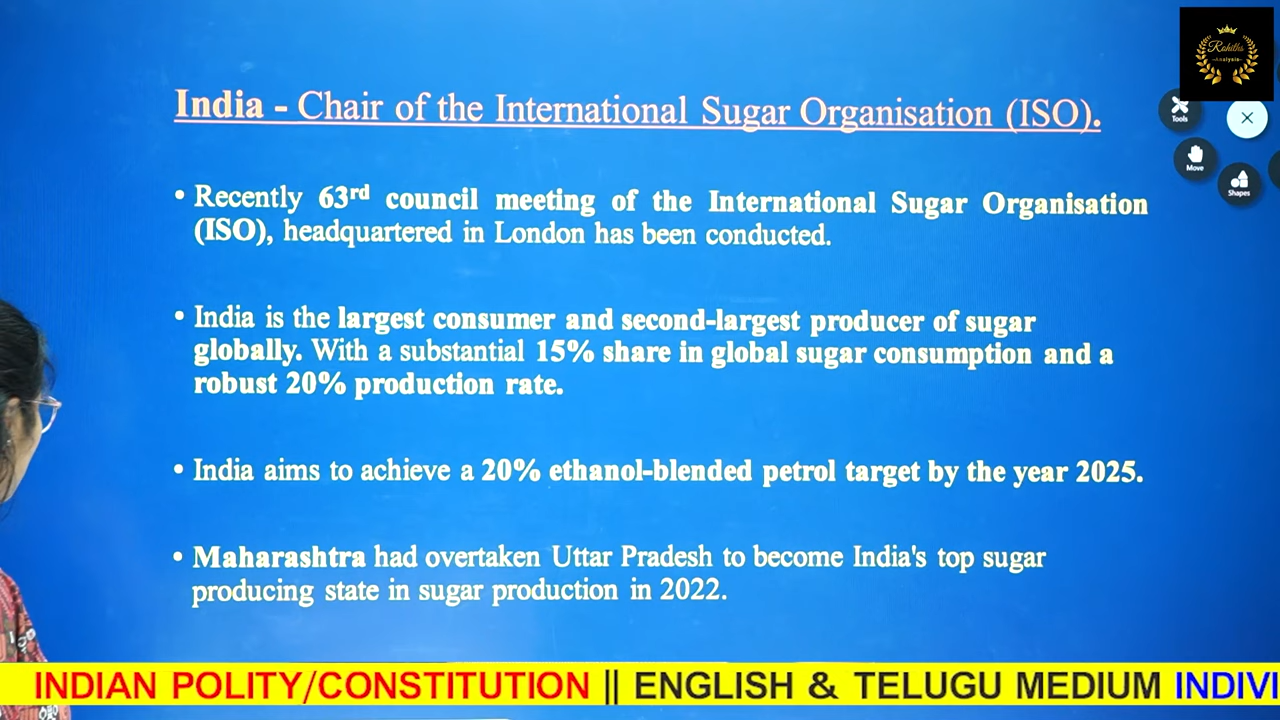 Rohiths
Analysis
India - Chair of the International Sugar Organisation (ISO).
Tools
Move
Shapes
• Recently 63rd council meeting of the International Sugar Organisation
(ISO), headquartered in London has been conducted.
• India is the largest consumer and second-largest producer of sugar
globally. With a substantial 15% share in global sugar consumption and a
robust 20% production rate.
• India aims to achieve a 20% ethanol-blended petrol target by the year 2025.
• Maharashtra had overtaken Uttar Pradesh to become India's top sugar
producing state in sugar production in 2022.
INDIAN POLITY/CONSTITUTION || ENGLISH & TELUGU MEDIUM INDIVI